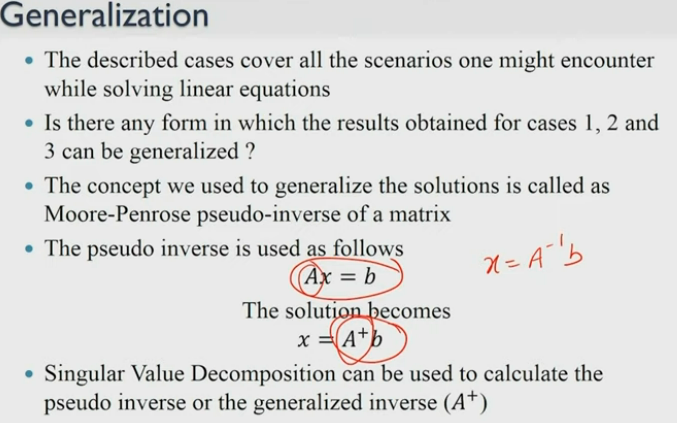 Generalization
• The described cases cover all the scenarios one might encounter
while solving linear equations
• Is there any form in which the results obtained for cases 1, 2 and
3 can be generalized ?
• The concept we used to generalize the solutions is called as
Moore-Penrose pseudo-inverse of a matrix
• The pseudo inverse is used as follows
Ax = b
x = A⁻¹b
The solution becomes
x = A⁺b
• Singular Value Decomposition can be used to calculate the
pseudo inverse or the generalized inverse (A⁺)